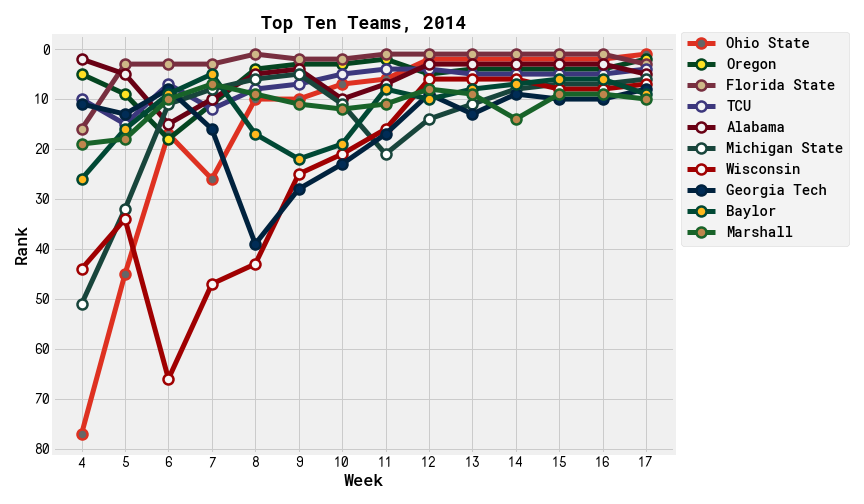 Top Ten Teams, 2014
Rank
0
10
20
30
40
50
60
70
80
4 5 6 7 8 9 10 11 12 13 14 15 16 17
Week
Ohio State
Oregon
Florida State
TCU
Alabama
Michigan State
Wisconsin
Georgia Tech
Baylor
Marshall